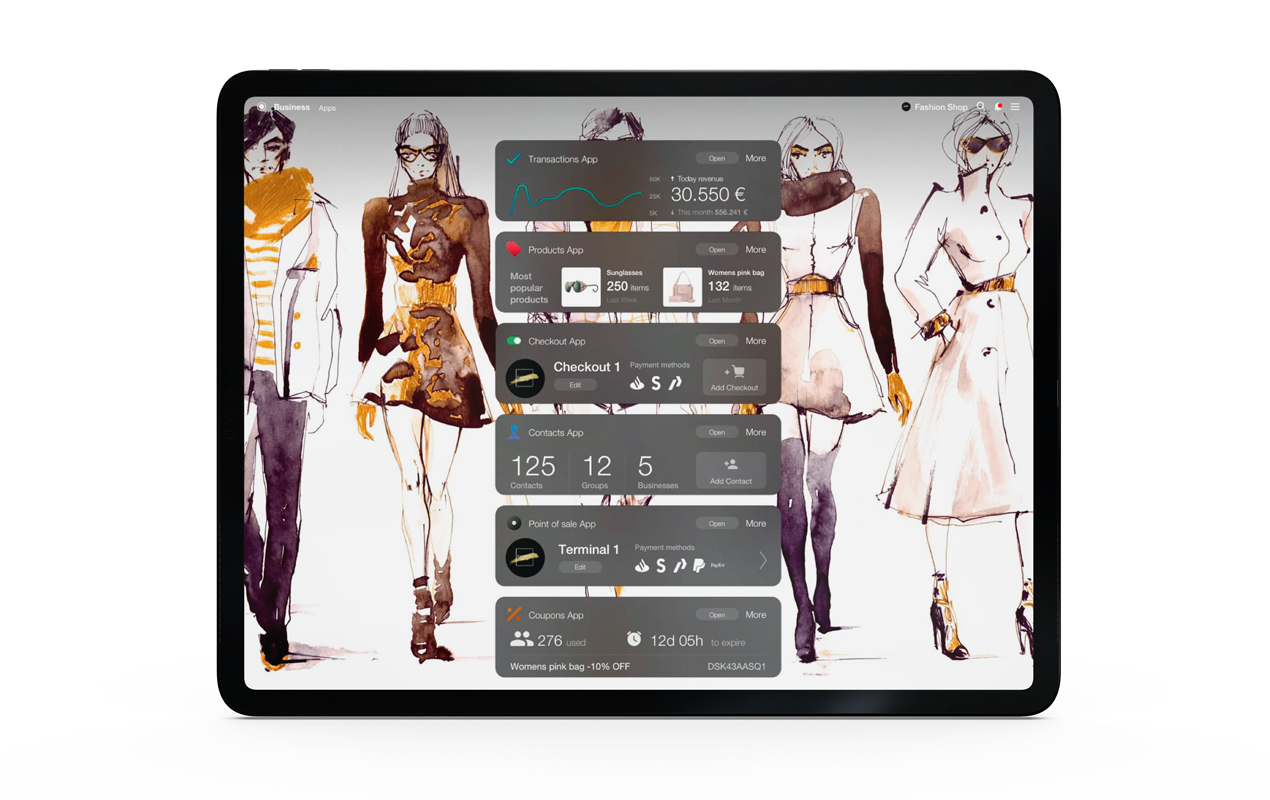 Business Apps
Fashion Shop
Transactions App
Open
More
50K
25K
5K
Today revenue
30.550 €
This month 556.241 €
Products App
Open
More
Most
popular
products
Sunglasses
250 items
Last Week
Womens pink bag
132 items
Last Month
Checkout App
Open
More
Checkout 1
Edit
Payment methods
Add Checkout
Contacts App
Open
More
125
Contacts
12
Groups
5
Businesses
Add Contact
Point of sale App
Open
More
Terminal 1
Edit
Payment methods
Coupons App
Open
More
276 used
12d 05h to expire
Womens pink bag -10% OFF
DSK43AASQ1